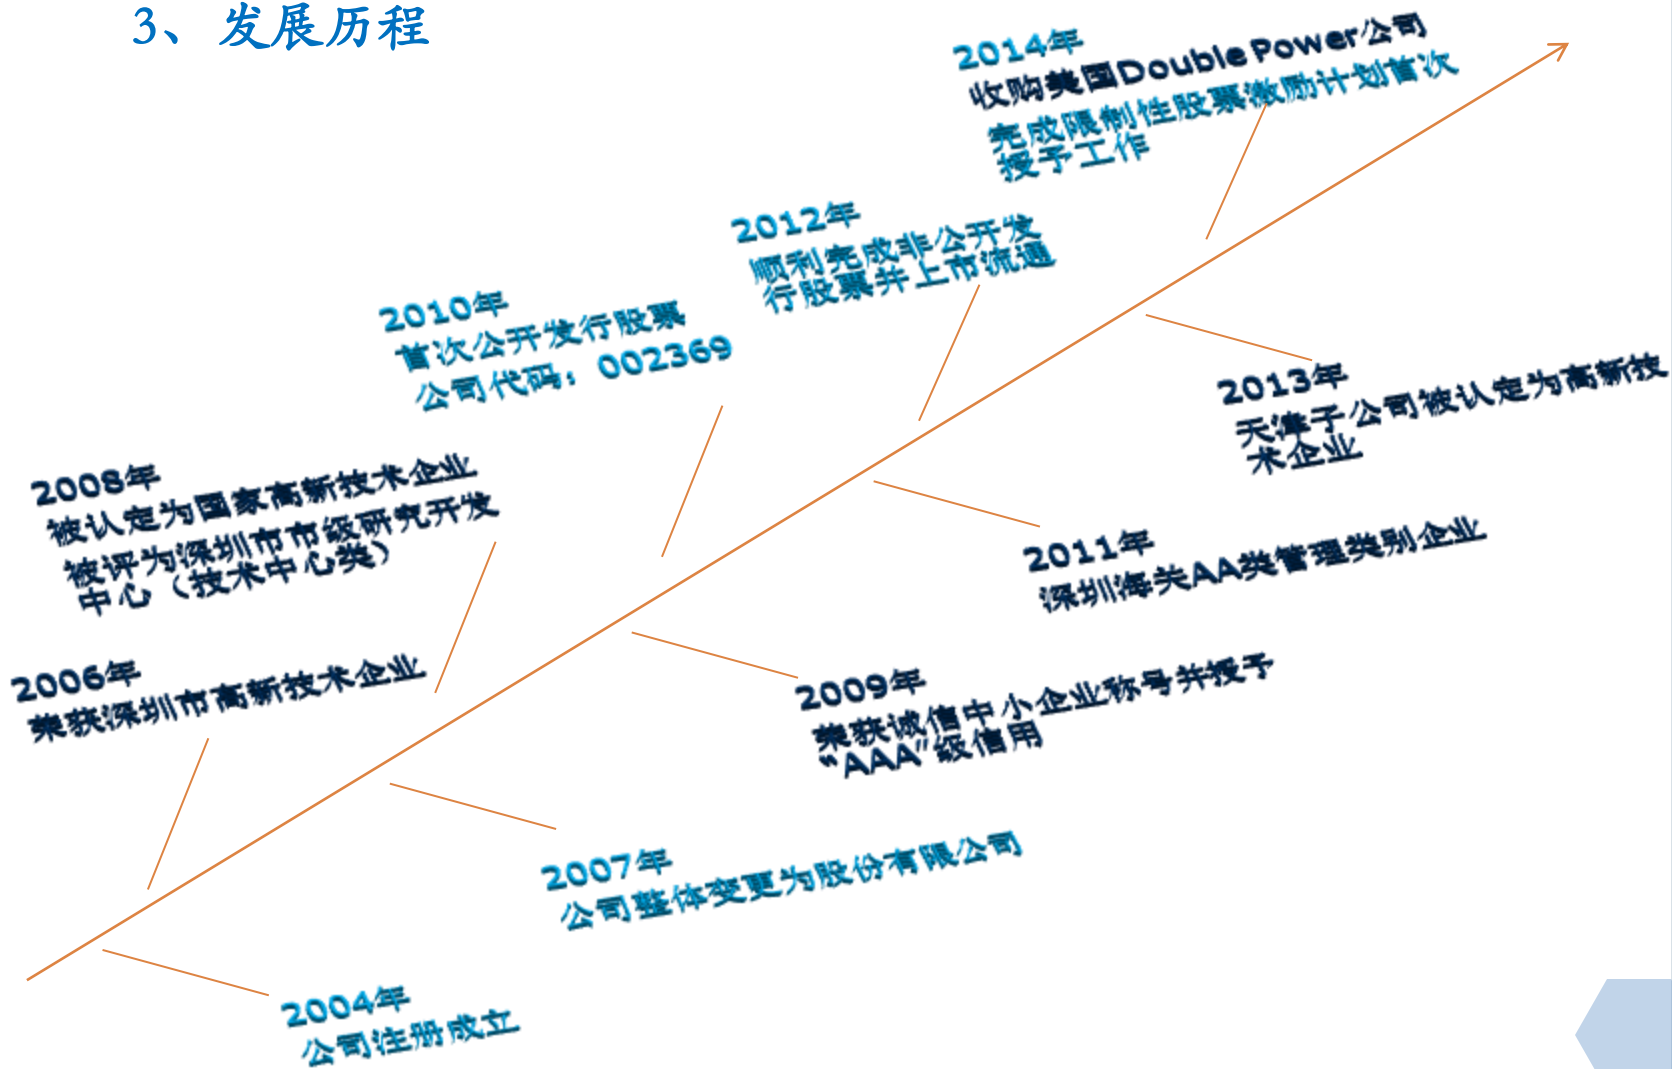 3、发展历程
2014年
收购美国Double Power公司
完成限制性股票激励计划首次
授予工作
2012年
顺利完成非公开发
行股票并上市流通
2010年
首次公开发行股票
公司代码：002369
2013年
天津子公司被认定为高新技
术企业
2008年
被认定为国家高新技术企业
被评为深圳市市级研究开发
中心（技术中心类）
2011年
深圳海关AA类管理类别企业
2006年
荣获深圳市高新技术企业
2009年
荣获诚信中小企业称号并授予
“AAA”级信用
2007年
公司整体变更为股份有限公司
2004年
公司注册成立